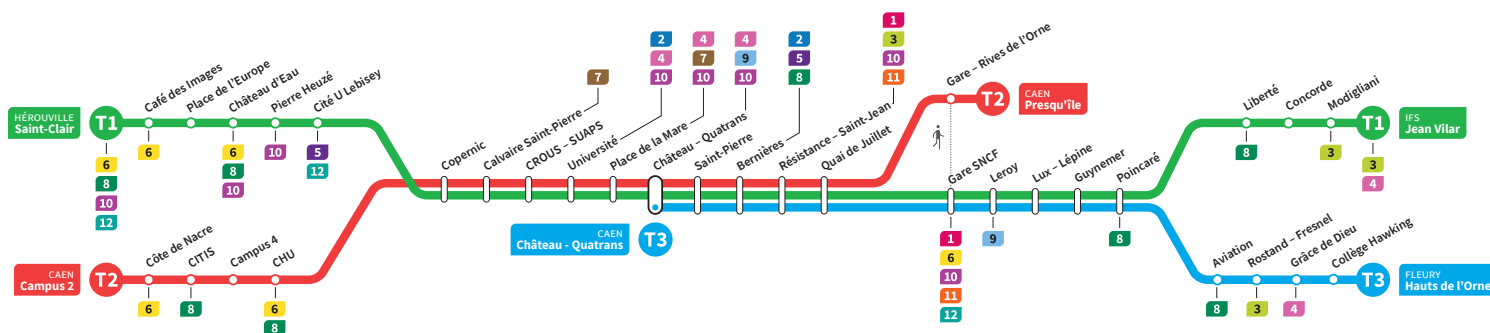 1
3
10
11
2
4
10
4
7
10
4
9
10
2
5
8
7
Gare – Rives de l'Orne
T2
CAEN
Presqu'île
HÉROUVILLE
Saint-Clair
T1
Café des Images
Place de l'Europe
Château d'Eau
Pierre Heuzé
Cité U Lebisey
6
8
10
12
6
6
8
10
10
5
12
Copernic
Calvaire Saint-Pierre
CROUS – SUAPS
Université
Place de la Mare
Château – Quatrans
Saint-Pierre
Bernières
Résistance – Saint-Jean
Quai de Juillet
Gare SNCF
Leroy
Lux – Lépine
Guynemer
Poincaré
Liberté
Concorde
Modigliani
T1
IFS
Jean Vilar
8
3
3
4
CAEN
Château - Quatrans
T3
1
6
10
11
12
9
8
CAEN
Campus 2
T2
Côte de Nacre
CITIS
Campus 4
CHU
6
8
6
8
Aviation
Rostand – Fresnel
Grâce de Dieu
Collège Hawking
T3
FLEURY
Hauts de l'Orne
8
3
4